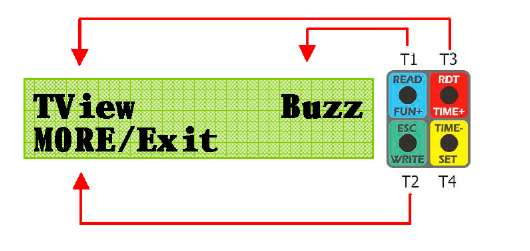 T1 T3
TView Buzz
MORE/Exit
READ RDT
FUN+ TIME+
ESC TIME-
WRITE SET
T2 T4